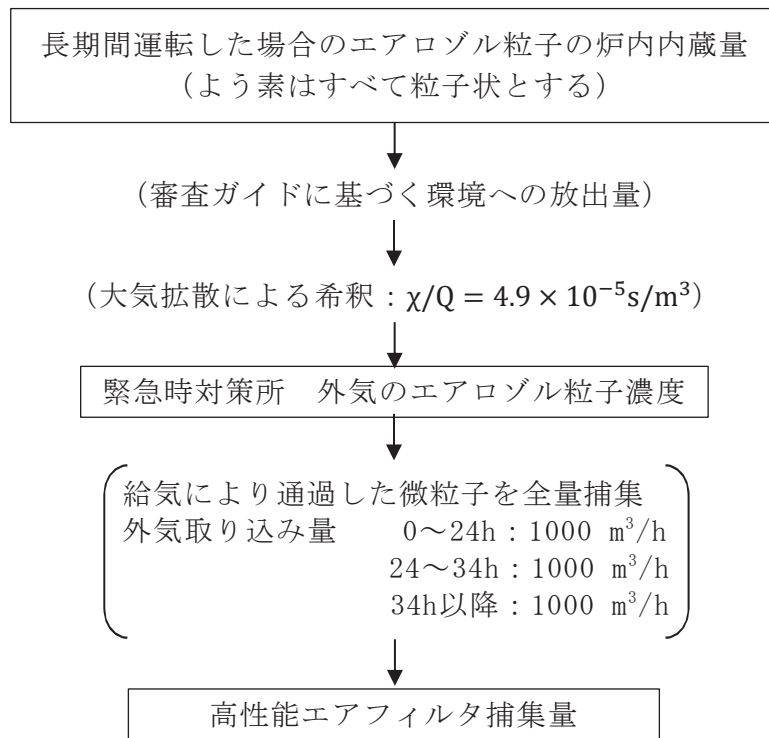 長期間運転した場合のエアロゾル粒子の炉内内蔵量
(よう素はすべて粒子状とする)
(審査ガイドに基づく環境への放出量)
(大気拡散による希釈：χ/Q = 4.9 × 10⁻⁵s/m³)
緊急時対策所　外気のエアロゾル粒子濃度
給気により通過した微粒子を全量捕集
外気取り込み量　0～24h：1000 m³/h
24～34h：1000 m³/h
34h以降：1000 m³/h
高性能エアフィルタ捕集量